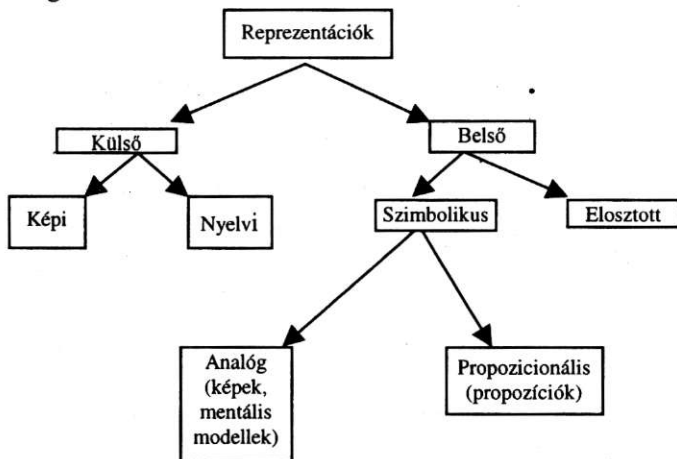 Reprezentációk
Külső
Belső
Képi
Nyelvi
Szimbolikus
Elosztott
Analóg
(képek,
mentális
modellek)
Propozicionális
(propozíciók)